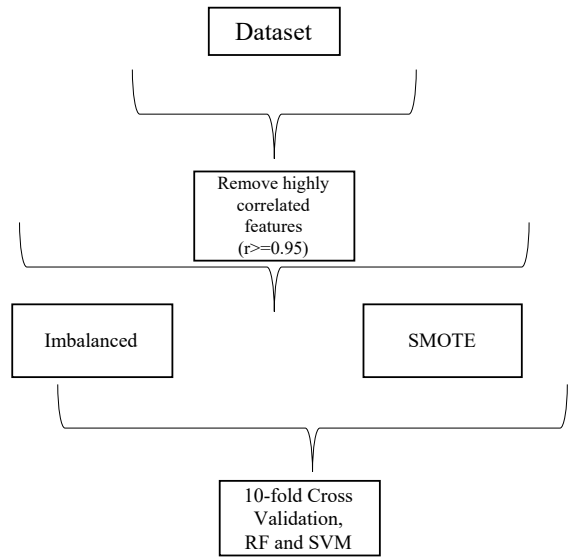 Dataset
Remove highly
correlated
features
(r>=0.95)
Imbalanced
SMOTE
10-fold Cross
Validation,
RF and SVM